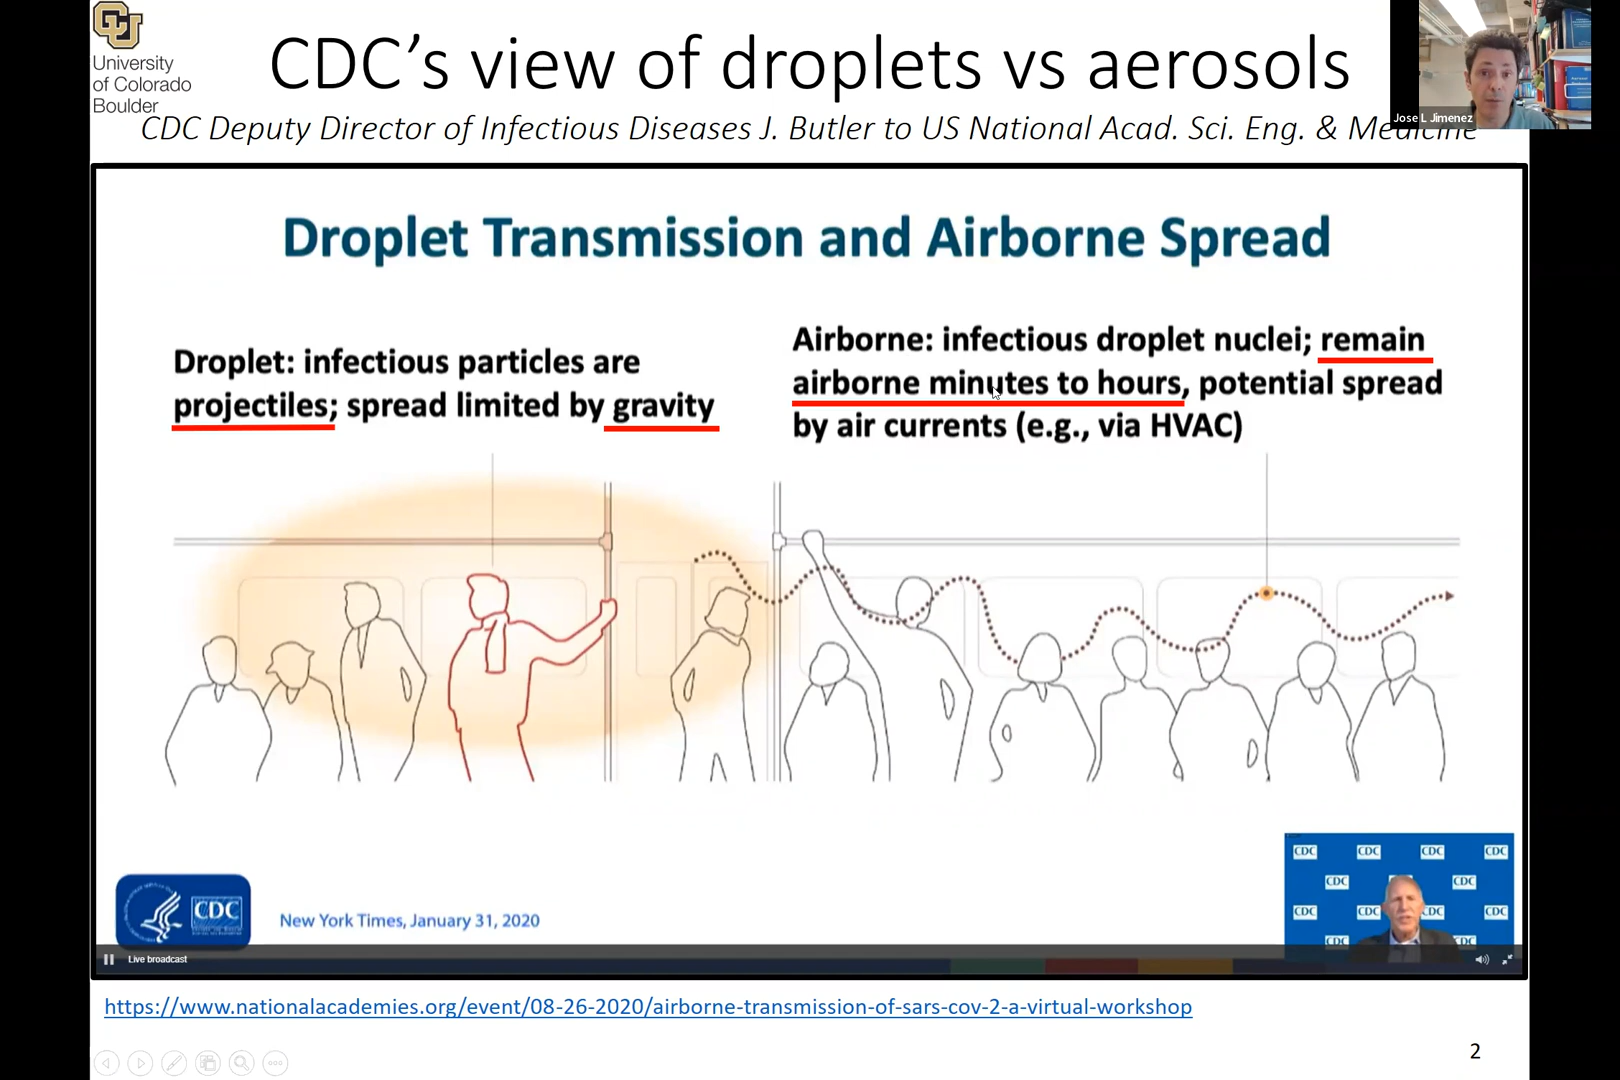 University
of Colorado
Boulder
CDC's view of droplets vs aerosols
CDC Deputy Director of Infectious Diseases J. Butler to US National Acad. Sci. Eng. & Medicine
Jose L Jimenez
Droplet Transmission and Airborne Spread
Droplet: infectious particles are
projectiles; spread limited by gravity
Airborne: infectious droplet nuclei; remain
airborne minutes to hours, potential spread
by air currents (e.g., via HVAC)
CDC
New York Times, January 31, 2020
CDC CDC CDC CDC
CDC CDC
CDC CDC CDC CDC
CDC TDC
Live broadcast
https://www.nationalacademies.org/event/08-26-2020/airborne-transmission-of-sars-cov-2-a-virtual-workshop
2